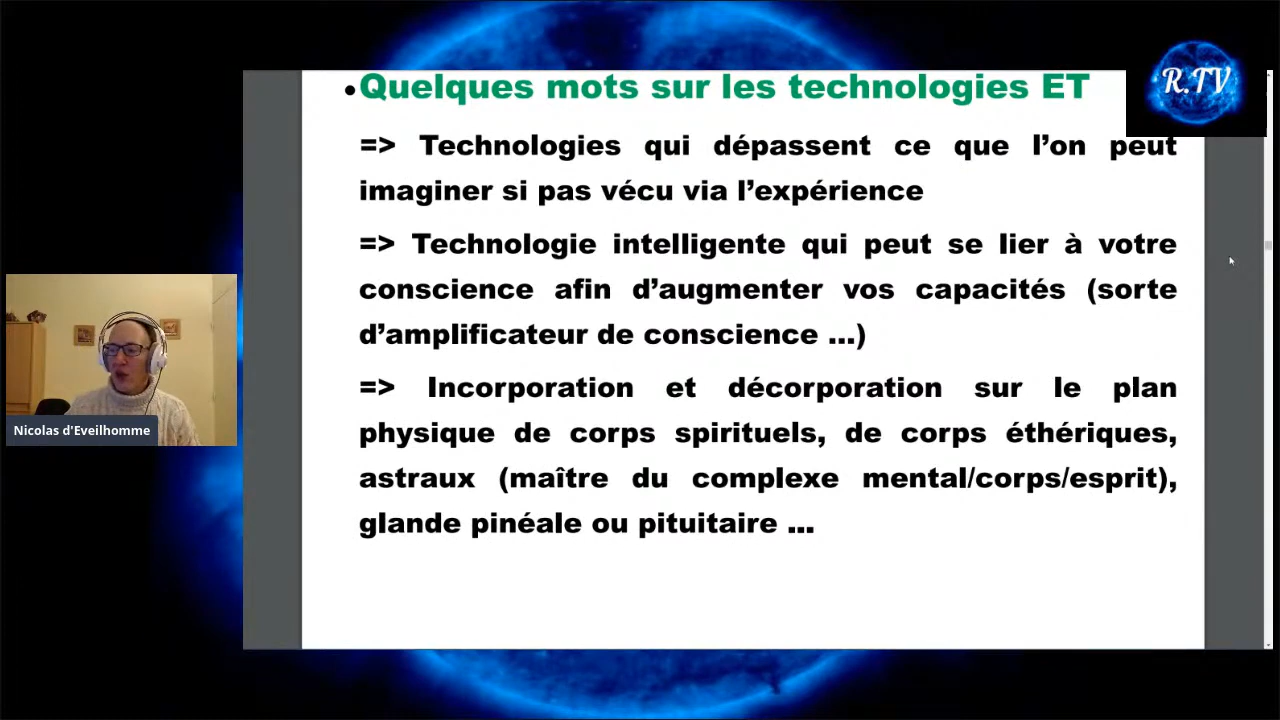 •Quelques mots sur les technologies ET
R.TV
=> Technologies qui dépassent ce que l’on peut
imaginer si pas vécu via l’expérience
=> Technologie intelligente qui peut se lier à votre
conscience afin d’augmenter vos capacités (sorte
d’amplificateur de conscience ...)
=> Incorporation et décorporation sur le plan
physique de corps spirituels, de corps éthériques,
astraux (maître du complexe mental/corps/esprit),
glande pinéale ou pituitaire ...
Nicolas d'Eveilhomme